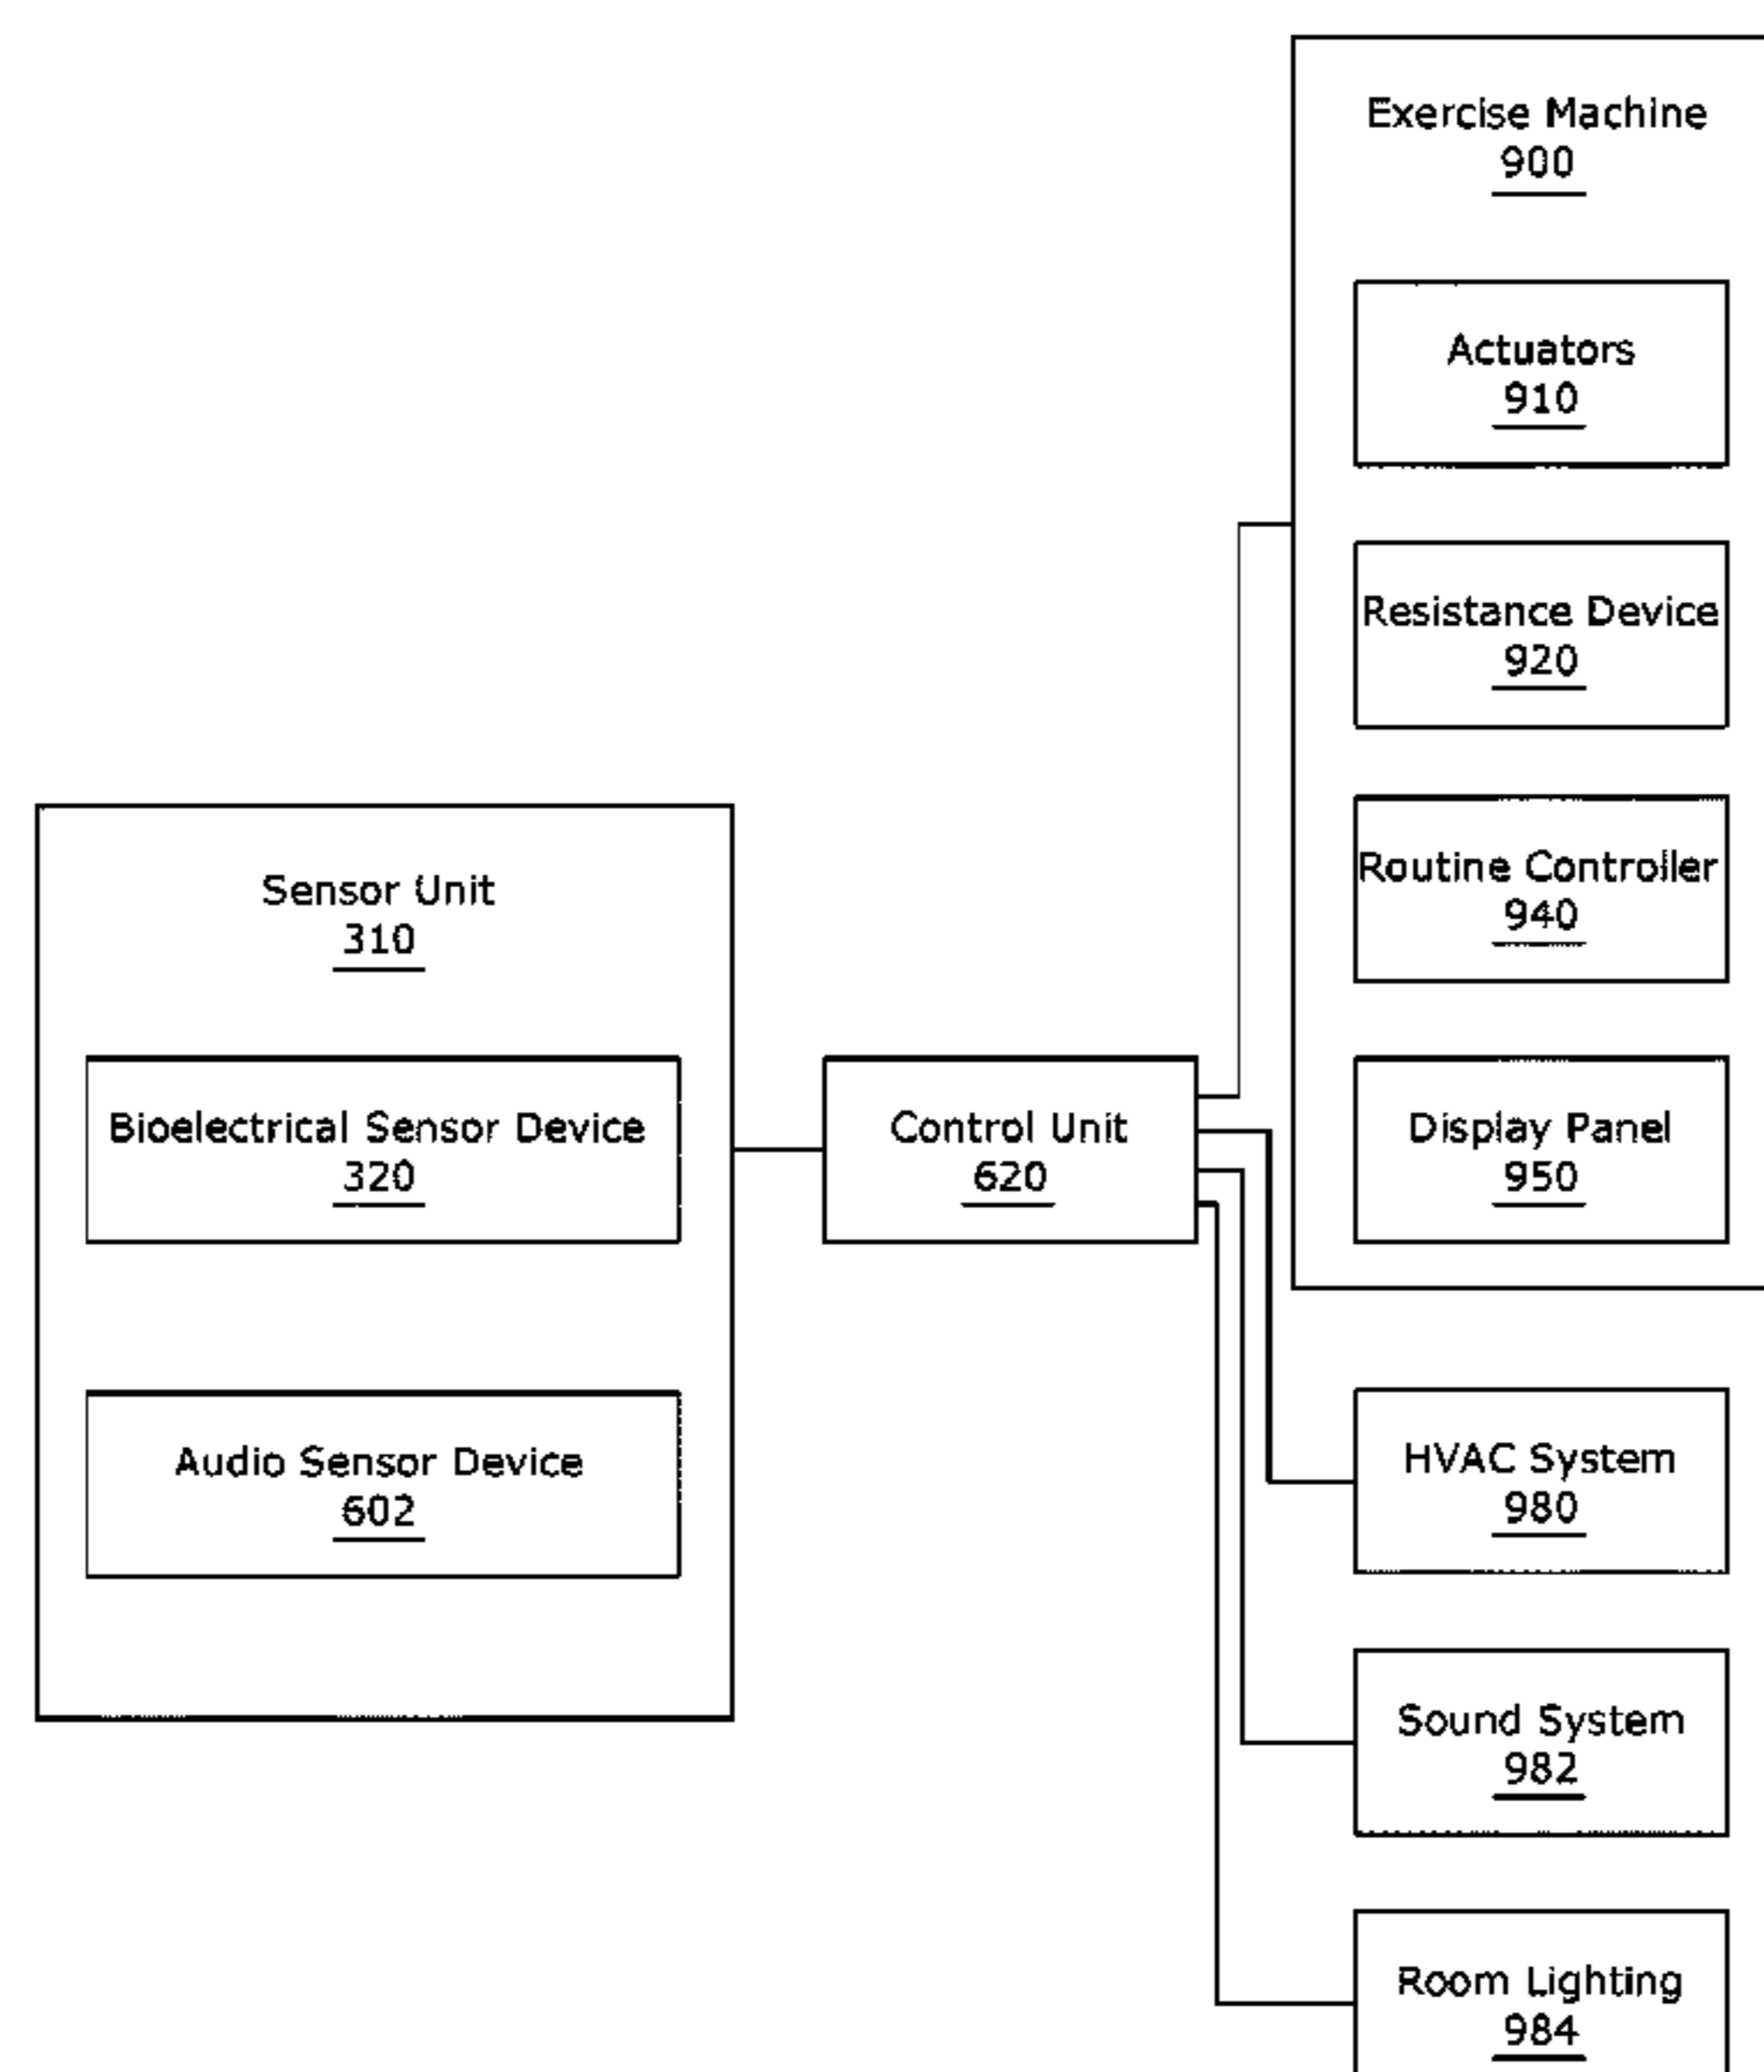 Exercise Machine
900
Actuators
910
Resistance Device
920
Routine Controller
940
Display Panel
950
Sensor Unit
310
Bioelectrical Sensor Device
320
Audio Sensor Device
602
Control Unit
620
HVAC System
980
Sound System
982
Room Lighting
984